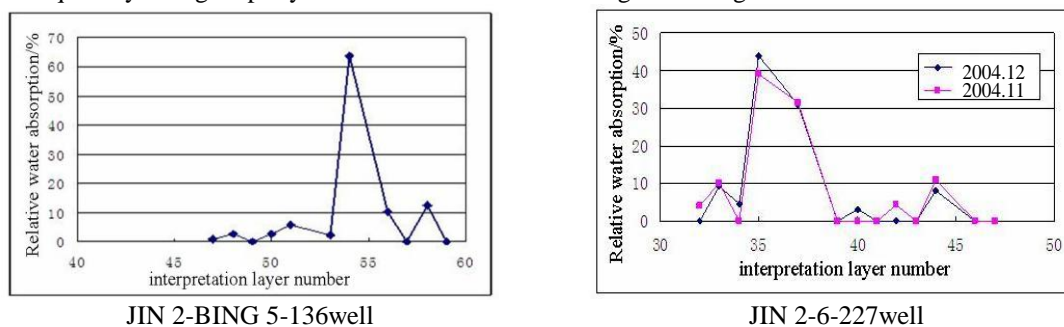 Relative water absorption/%
70
60
50
40
30
20
10
0
40 45 50 55 60
interpretation layer number
JIN 2-BING 5-136well
Relative water absorption/%
50
40
30
20
10
0
2004.12
2004.11
30 35 40 45 50
interpretation layer number
JIN 2-6-227well